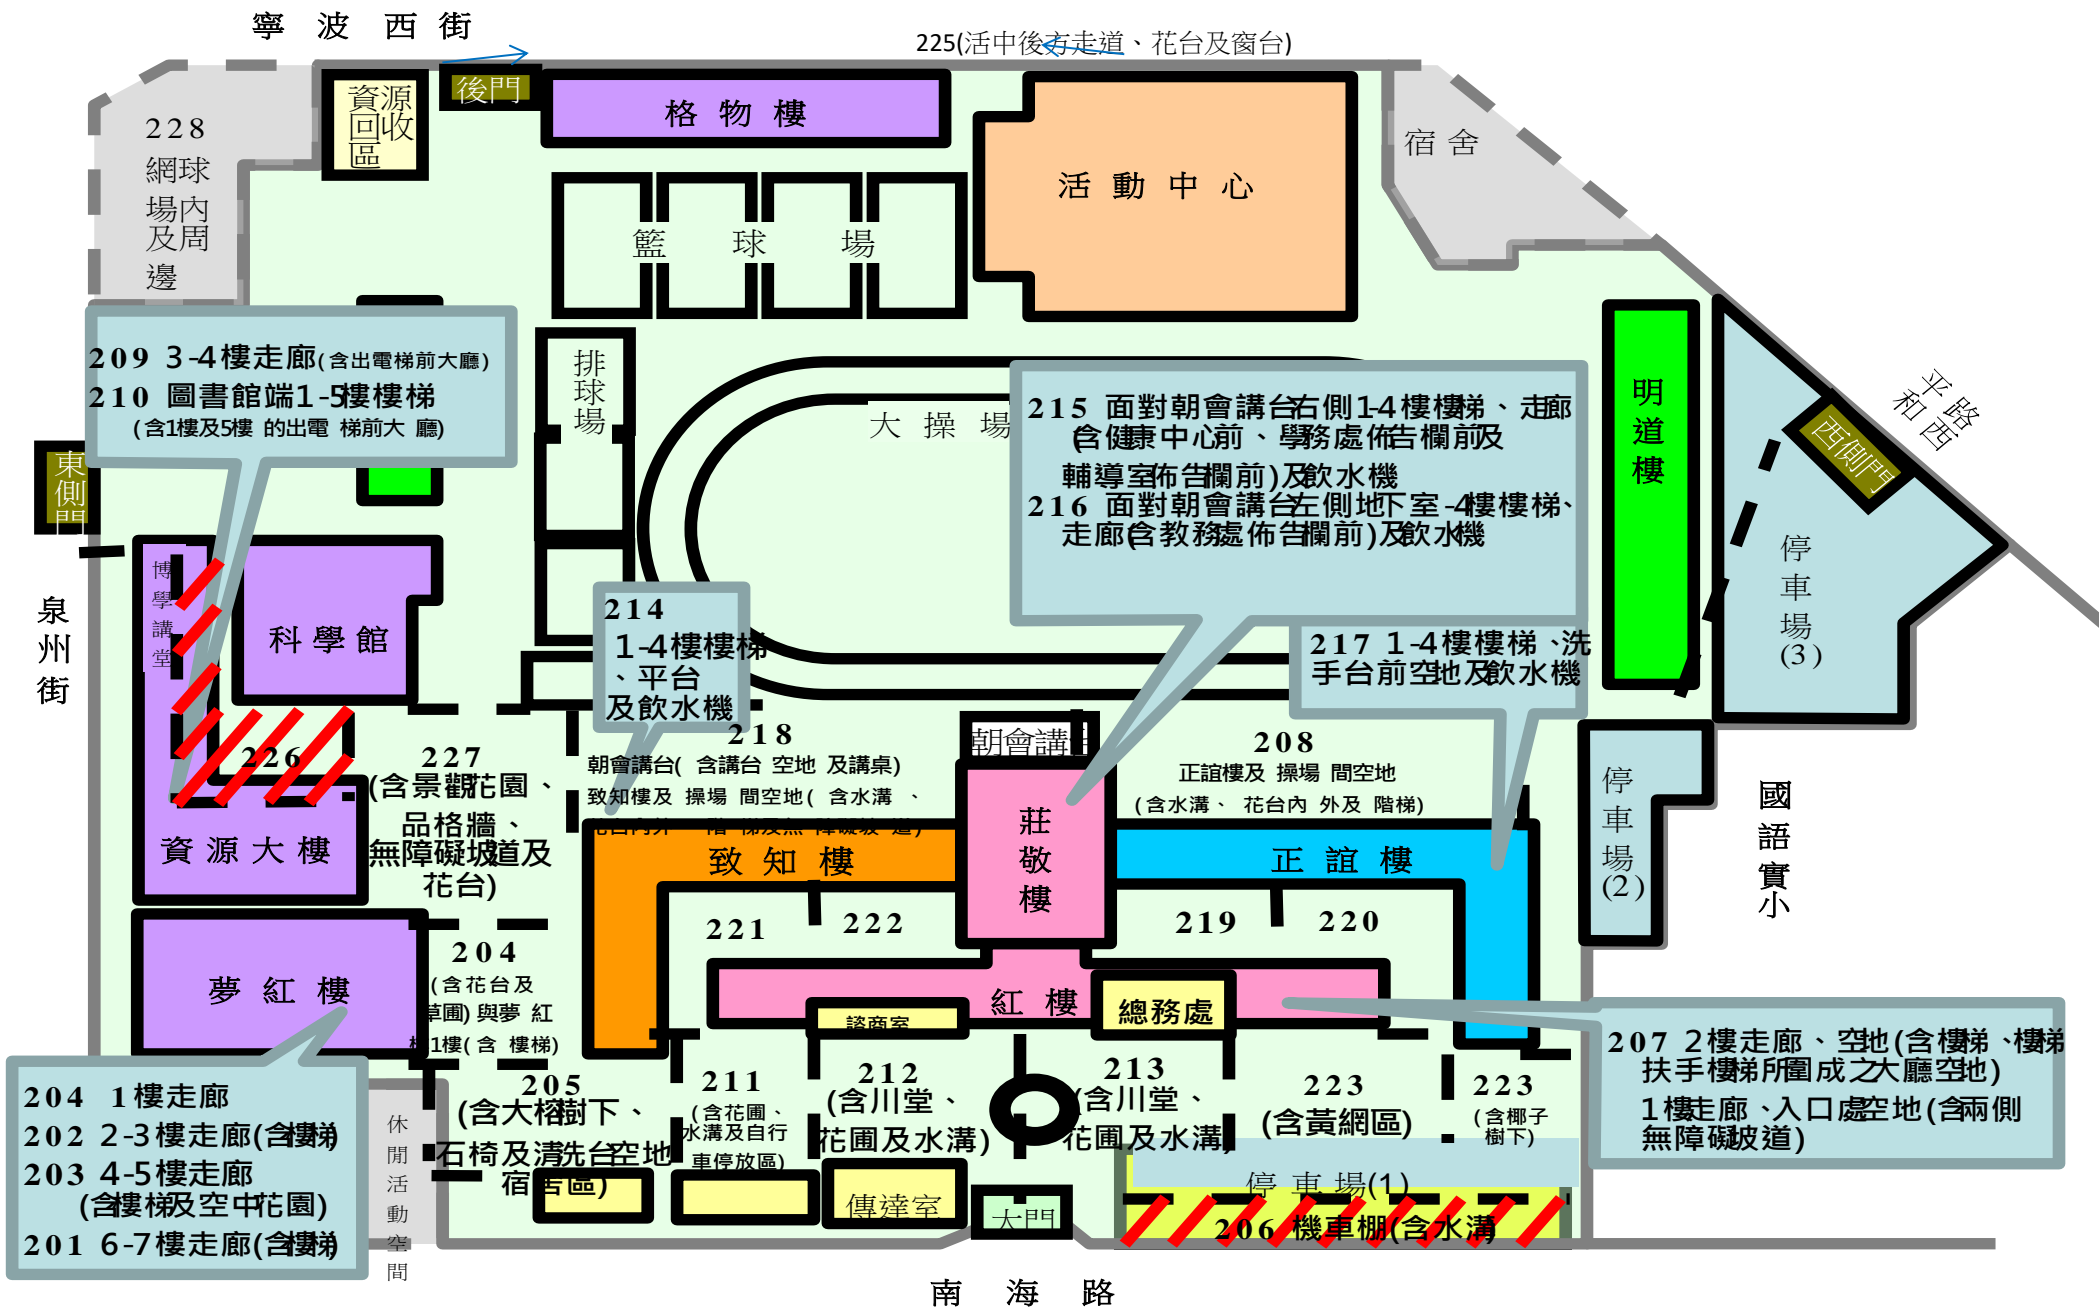 寧波西街
225(活中後方走道、花台及窗台)
後門
資源
回收
區
格物樓
228
網球
場內
及周
邊
宿舍
活動中心
籃球場
209 3-4樓走廊(含出電梯前大廳)
210 圖書館端1-5樓樓梯
(含1樓及5樓的出電梯前大廳)
排球場
大操場
215 面對朝會講台右側1-4樓樓梯、走廊
(含健康中心前、學務處佈告欄前及
輔導室佈告欄前)及飲水機
216 面對朝會講台左側地下室-4樓樓梯、
走廊(含教務處佈告欄前)及飲水機
明道樓
平路
和西
西側門
東側門
停車場(3)
泉州街
博學講堂
科學館
214
1-4樓樓梯
、平台
及飲水機
217 1-4樓樓梯、洗
手台前空地及飲水機
226
227
(含景觀花園、
品格牆、
無障礙坡道及
花台)
218
朝會講台(含講台空地及講桌)
致知樓及操場間空地(含水溝、
朝會講台
208
正誼樓及操場間空地
(含水溝、花台內外及階梯)
停車場(2)
國語實小
資源大樓
致知樓
莊敬樓
正誼樓
221
222
219
220
夢紅樓
204
(含花台及
草圃)與夢紅
樓1樓(含樓梯)
紅樓
諮商室
總務處
207 2樓走廊、空地(含樓梯、樓梯
扶手樓梯所圍成之大廳空地)
1樓走廊、入口處空地(含兩側
無障礙坡道)
204 1樓走廊
202 2-3樓走廊(含樓梯)
203 4-5樓走廊
(含樓梯及空中花園)
201 6-7樓走廊(含樓梯)
休閒活動空間
205
(含大榕樹下、
石椅及清洗台空地
宿舍區)
211
(含花圃、
水溝及自行
車停放區)
212
(含川堂、
花圃及水溝)
213
(含川堂、
花圃及水溝)
223
(含黃網區)
223
(含椰子
樹下)
停車場(1)
傳達室
大門
206 機車棚(含水溝)
南海路